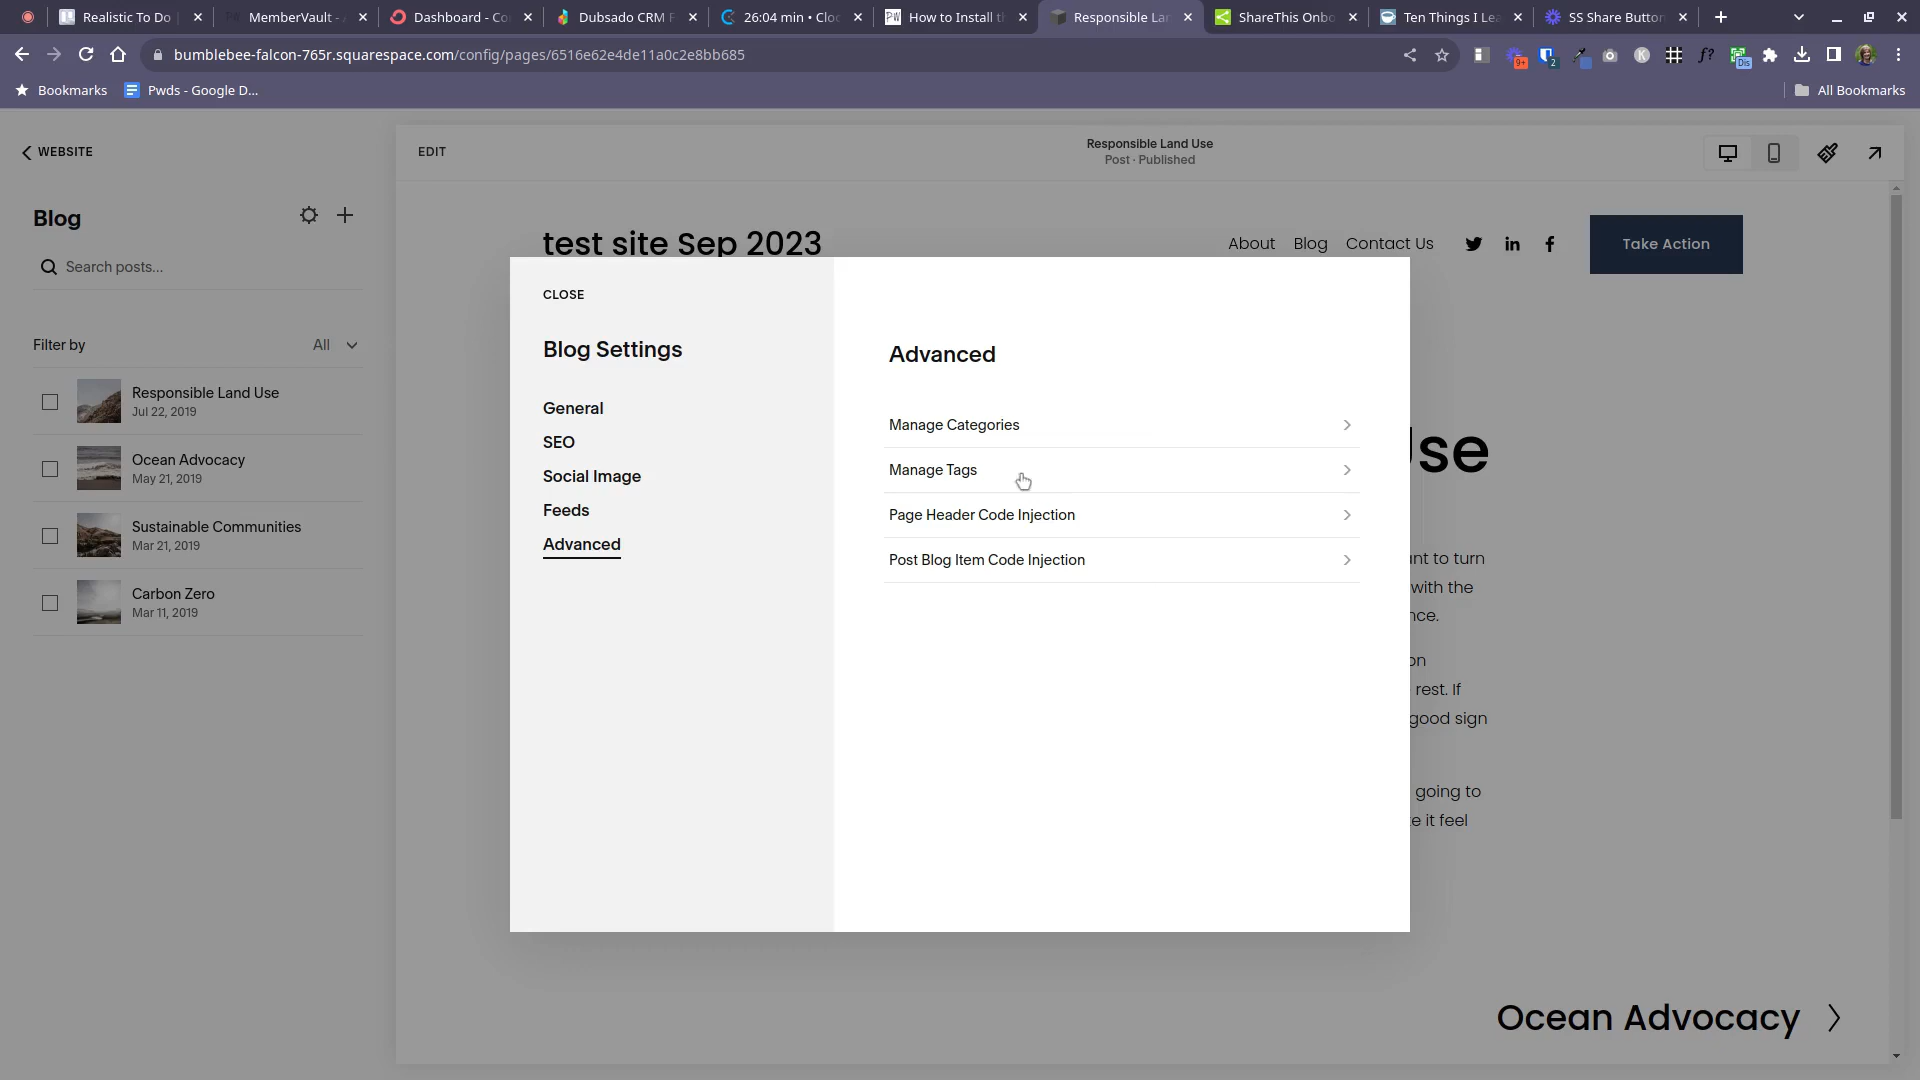 Realistic To Do
MemberVault -
Dashboard - Co
Dubsado CRM F
26:04 min • Cloc
How to Install t
Responsible La
ShareThis Onbo
Ten Things I Lea
SS Share Button
bumblebee-falcon-765r.squarespace.com/config/pages/6516e62e4de11a0c2e8bb685
9+
2
f?
Dis
Bookmarks
Pwds - Google D...
All Bookmarks
WEBSITE
EDIT
Responsible Land Use
Post · Published
Blog
Search posts...
Filter by
All
Responsible Land Use
Jul 22, 2019
Ocean Advocacy
May 21, 2019
Sustainable Communities
Mar 21, 2019
Carbon Zero
Mar 11, 2019
test site Sep 2023
About
Blog
Contact Us
Take Action
CLOSE
Blog Settings
General
SEO
Social Image
Feeds
Advanced
Advanced
Manage Categories
Manage Tags
Page Header Code Injection
Post Blog Item Code Injection
Use
nt to turn
with the
nce.
on
rest. If
good sign
going to
e it feel
Ocean Advocacy